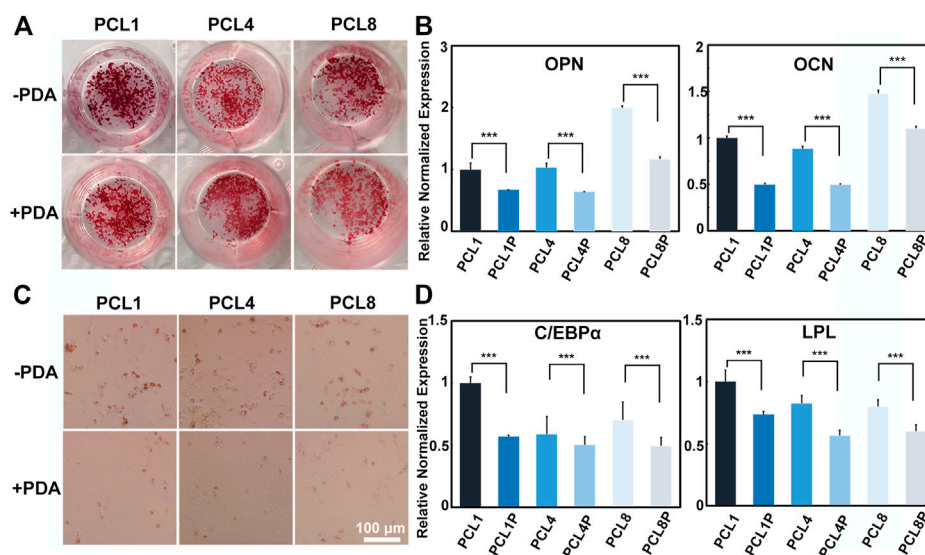 A
PCL1 PCL4 PCL8
-PDA
+PDA
B
Relative Normalized Expression
OPN
3
2
1
0
*** *** ***
PCL1 PCL1P PCL4 PCL4P PCL8 PCL8P
OCN
2
1.5
1
0.5
0
*** *** ***
PCL1 PCL1P PCL4 PCL4P PCL8 PCL8P
C
PCL1 PCL4 PCL8
-PDA
+PDA
100 μm
D
Relative Normalized Expression
C/EBPα
1.5
1
0.5
0
*** *** ***
PCL1 PCL1P PCL4 PCL4P PCL8 PCL8P
LPL
1.5
1
0.5
0
*** *** ***
PCL1 PCL1P PCL4 PCL4P PCL8 PCL8P